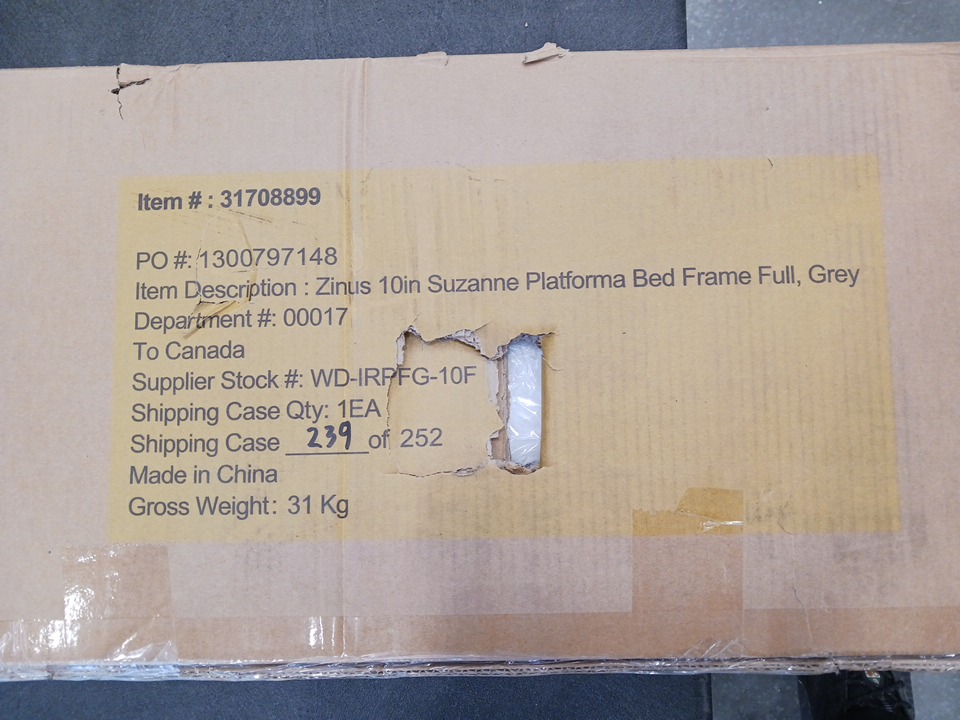 Item # : 31708899
PO #: 1300797148
Item Description : Zinus 10in Suzanne Platforma Bed Frame Full, Grey
Department #: 00017
To Canada
Supplier Stock #: WD-IRPFG-10F
Shipping Case Qty: 1EA
Shipping Case 239 of 252
Made in China
Gross Weight: 31 Kg